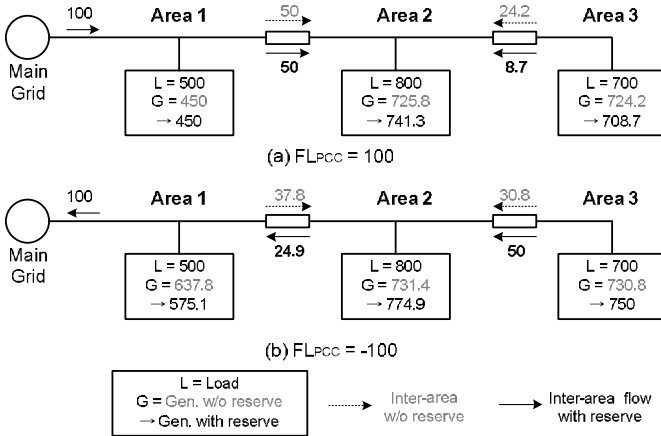 Area 1 50 Area 2 24.2 Area 3
100
50 8.7
Main
Grid
L = 500 L = 800 L = 700
G = 450 G = 725.8 G = 724.2
→ 450 → 741.3 → 708.7
(a) FLPCC = 100
Area 1 37.8 Area 2 30.8 Area 3
100
24.9 50
Main
Grid
L = 500 L = 800 L = 700
G = 637.8 G = 731.4 G = 730.8
→ 575.1 → 774.9 → 750
(b) FLPCC = -100
L = Load
G = Gen. w/o reserve
→ Gen. with reserve
Inter-area
w/o reserve
Inter-area flow
with reserve